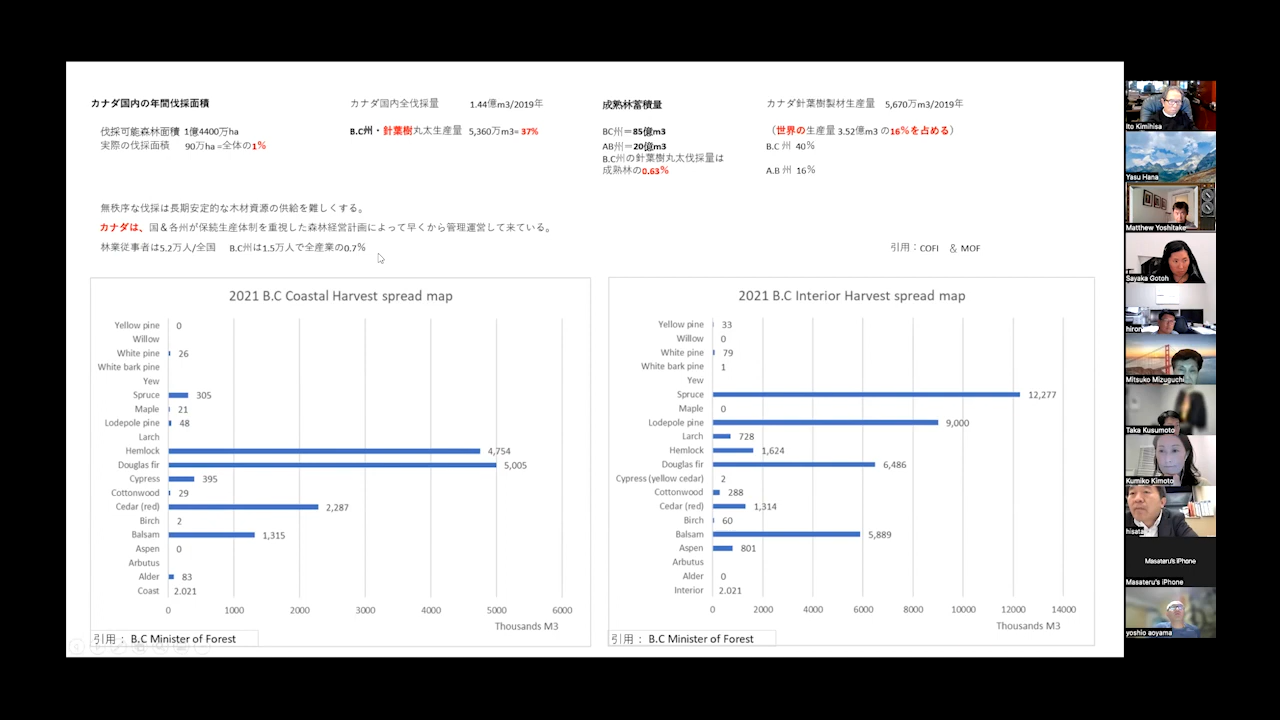 カナダ国内の年間伐採面積
伐採可能森林面積 1億4400万ha
実際の伐採面積 90万ha =全体の1%
カナダ国内全伐採量 1.44億m3/2019年
B.C州・針葉樹丸太生産量 5,360万m3= 37%
成熟林蓄積量
BC州＝85億m3
AB州＝20億m3
B.C州の針葉樹丸太伐採量は
成熟林の0.63%
カナダ針葉樹製材生産量 5,670万m3/2019年
（世界の生産量 3.52億m3 の16%を占める）
B.C 州 40%
A.B 州 16%
無秩序な伐採は長期安定的な木材資源の供給を難しくする。
カナダは、国＆各州が保続生産体制を重視した森林経営計画によって早くから管理運営して来ている。
林業従事者は5.2万人/全国 B.C州は1.5万人で全産業の0.7%
引用：COFI ＆ MOF
2021 B.C Coastal Harvest spread map
Yellow pine 0
Willow
White pine 26
White bark pine
Yew
Spruce 305
Maple 21
Lodepole pine 48
Larch
Hemlock 4,754
Douglas fir 5,005
Cypress 395
Cottonwood 29
Cedar (red) 2,287
Birch 2
Balsam 1,315
Aspen 0
Arbutus
Alder 83
Coast 2.021
0 1000 2000 3000 4000 5000 6000
Thousands M3
引用： B.C Minister of Forest
2021 B.C Interior Harvest spread map
Yellow pine 33
Willow 0
White pine 79
White bark pine 1
Yew
Spruce 12,277
Maple 0
Lodepole pine 9,000
Larch 728
Hemlock 1,624
Douglas fir 6,486
Cypress (yellow cedar) 2
Cottonwood 288
Cedar (red) 1,314
Birch 60
Balsam 5,889
Aspen 801
Arbutus
Alder 0
Interior 2.021
0 2000 4000 6000 8000 10000 12000 14000
Thousands M3
引用： B.C Minister of Forest
Ito Kimihisa
Yasu Hana
Matthew Yoshitake
Sayaka Gotoh
hiron
Mitsuko Mizuguchi
Taka Kusumoto
Kumiko Kimoto
hisata
Masateru's iPhone
Masateru's iPhone
yoshio aoyama